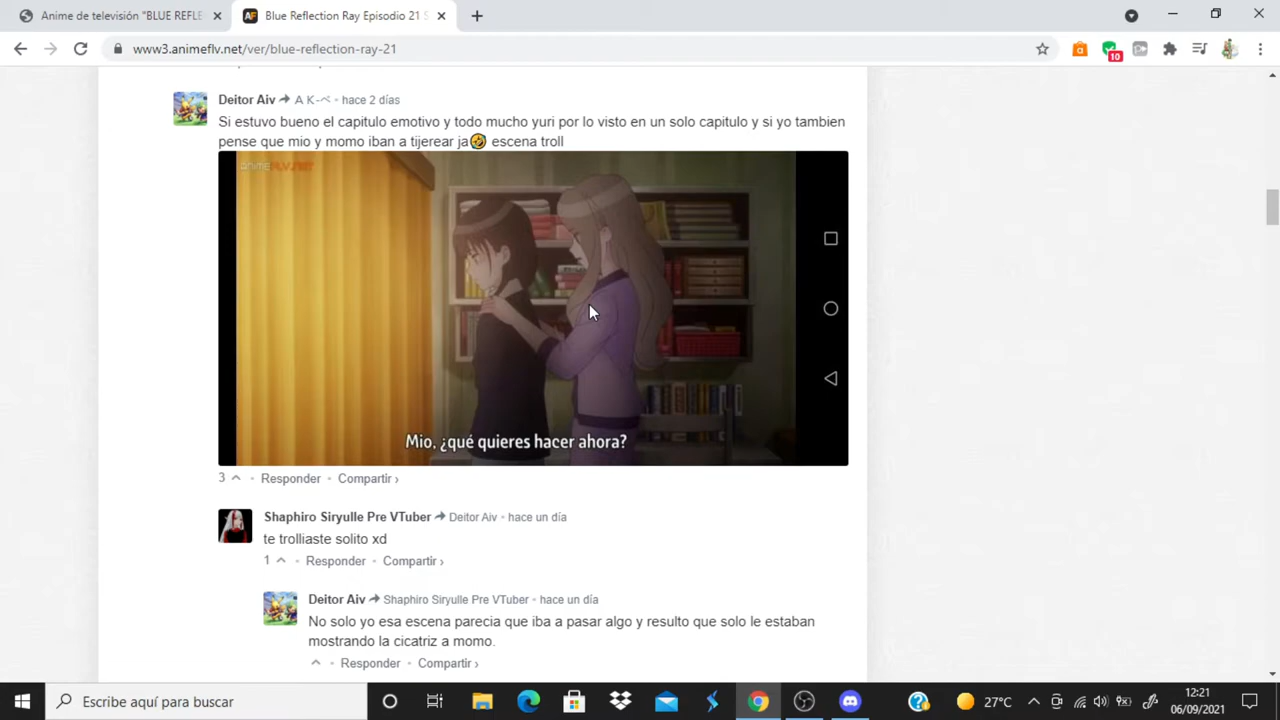 Anime de televisión "BLUE REFLE
Blue Reflection Ray Episodio 21 S
www3.animeflv.net/ver/blue-reflection-ray-21
10
Deitor Aiv A K - hace 2 días
Si estuvo bueno el capitulo emotivo y todo mucho yuri por lo visto en un solo capitulo y si yo tambien
pense que mio y momo iban a tijerear ja🤣 escena troll
ANIMEFLV.NET
Mio, ¿qué quieres hacer ahora?
3 Responder Compartir ›
Shaphiro Siryulle Pre VTuber Deitor Aiv • hace un día
te trolliaste solito xd
1 Responder Compartir ›
Deitor Aiv Shaphiro Siryulle Pre VTuber • hace un día
No solo yo esa escena parecia que iba a pasar algo y resulto que solo le estaban
mostrando la cicatriz a momo.
Responder Compartir ›
Escribe aquí para buscar
27°C
12:21
06/09/2021